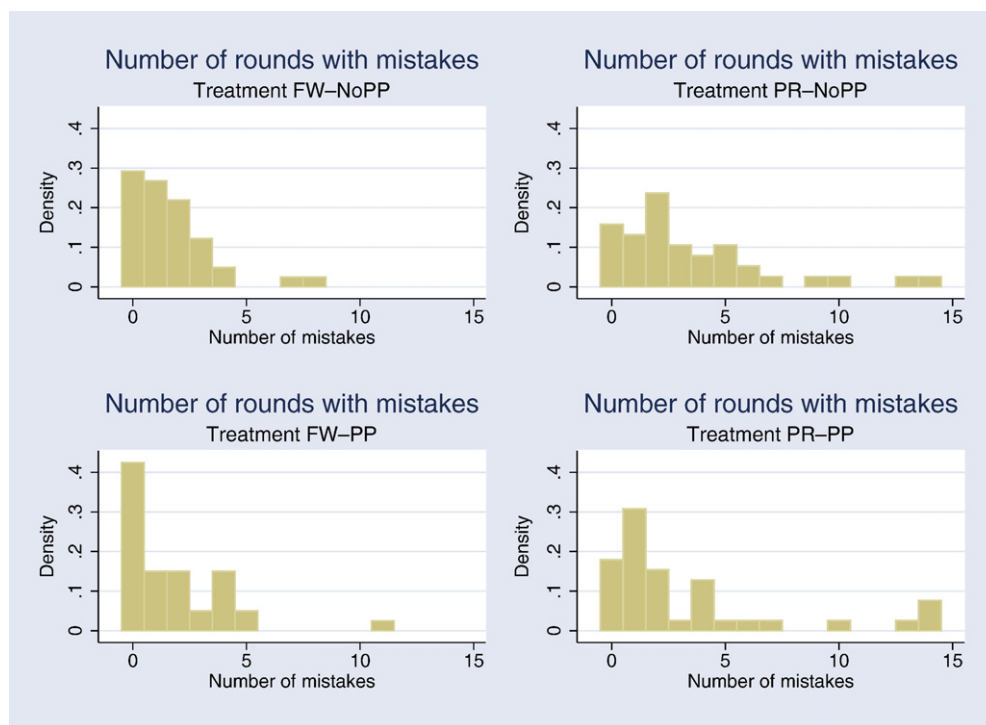 Number of rounds with mistakes
Treatment FW–NoPP
Density
.4
.3
.2
.1
0
0 5 10 15
Number of mistakes
Number of rounds with mistakes
Treatment PR–NoPP
Density
.4
.3
.2
.1
0
0 5 10 15
Number of mistakes
Number of rounds with mistakes
Treatment FW–PP
Density
.4
.3
.2
.1
0
0 5 10 15
Number of mistakes
Number of rounds with mistakes
Treatment PR–PP
Density
.4
.3
.2
.1
0
0 5 10 15
Number of mistakes